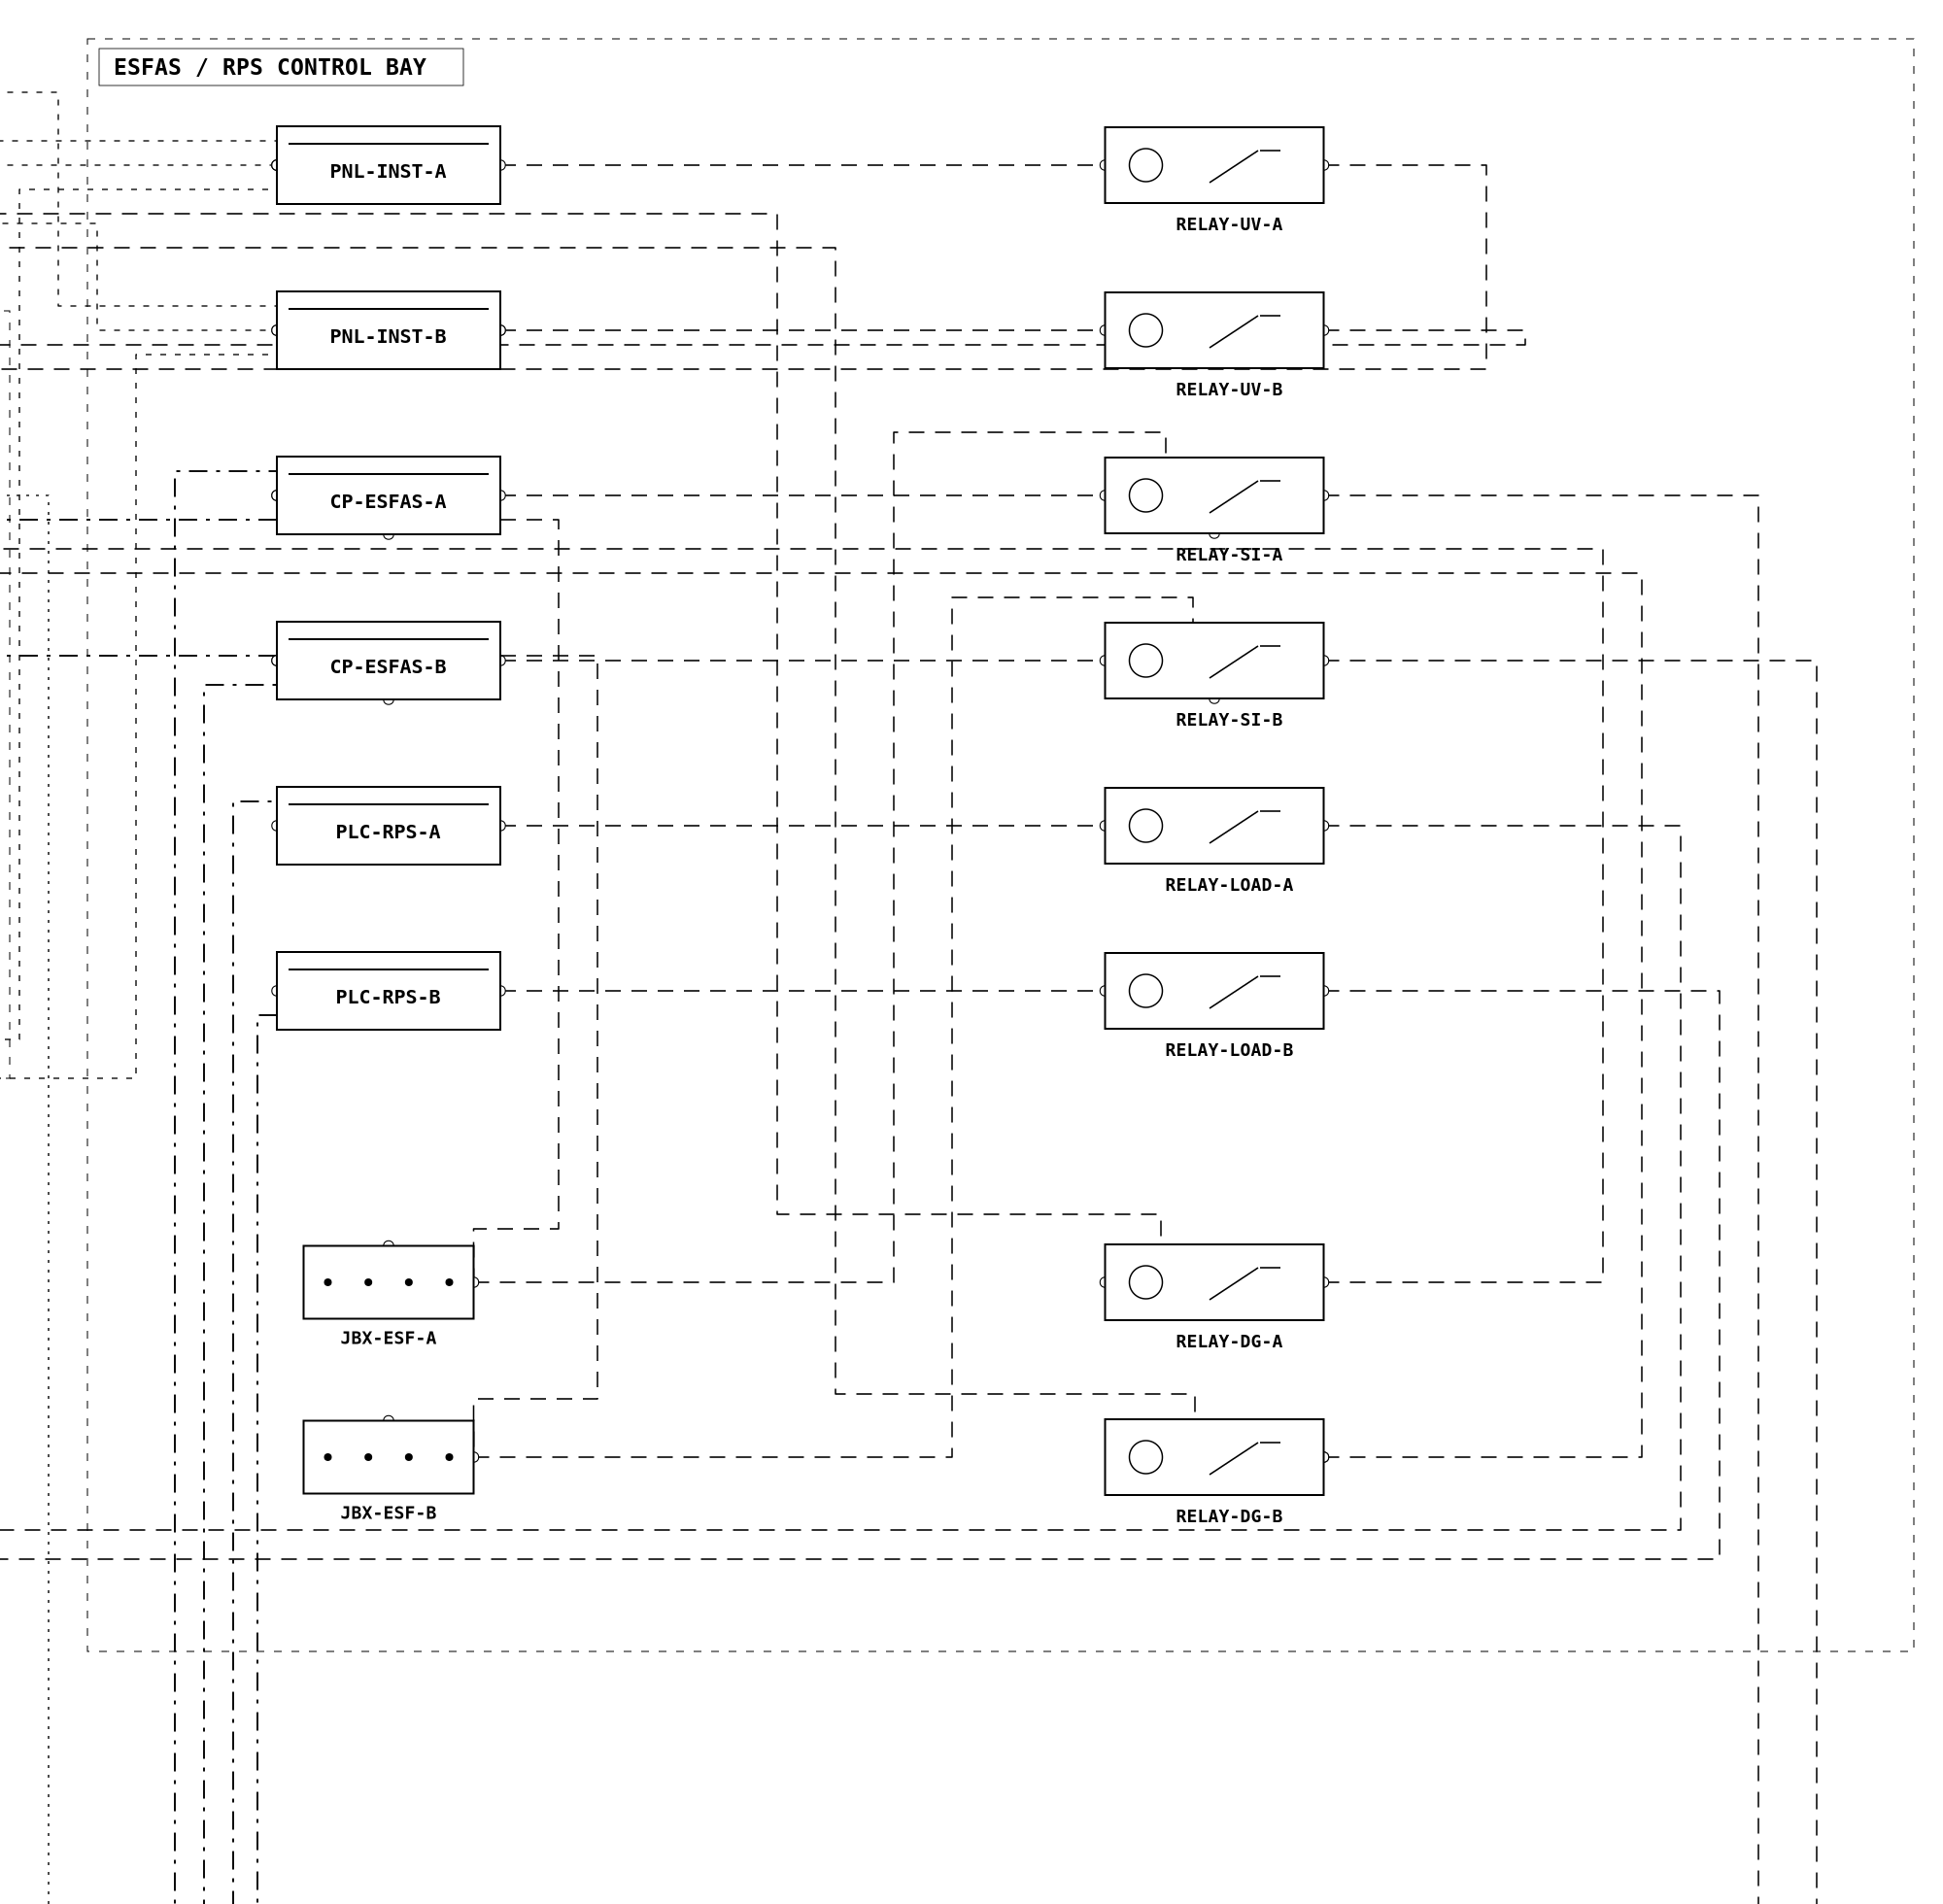 ESFAS / RPS CONTROL BAY
PNL-INST-A
RELAY-UV-A
PNL-INST-B
RELAY-UV-B
CP-ESFAS-A
RELAY-SI-A
CP-ESFAS-B
RELAY-SI-B
PLC-RPS-A
RELAY-LOAD-A
PLC-RPS-B
RELAY-LOAD-B
JBX-ESF-A
RELAY-DG-A
JBX-ESF-B
RELAY-DG-B